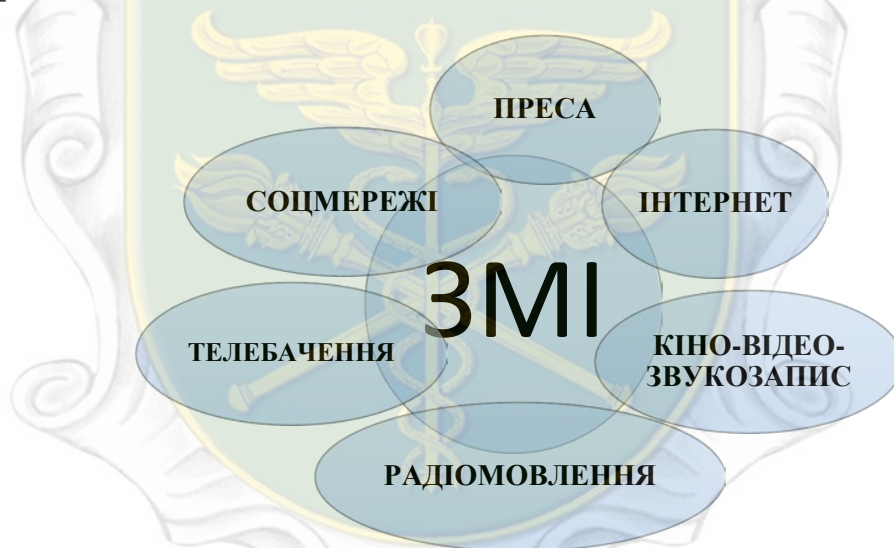 ПРЕСА
СОЦМЕРЕЖІ
ІНТЕРНЕТ
ЗМІ
ТЕЛЕБАЧЕННЯ
КІНО-ВІДЕО-
ЗВУКОЗАПИС
РАДІОМОВЛЕННЯ